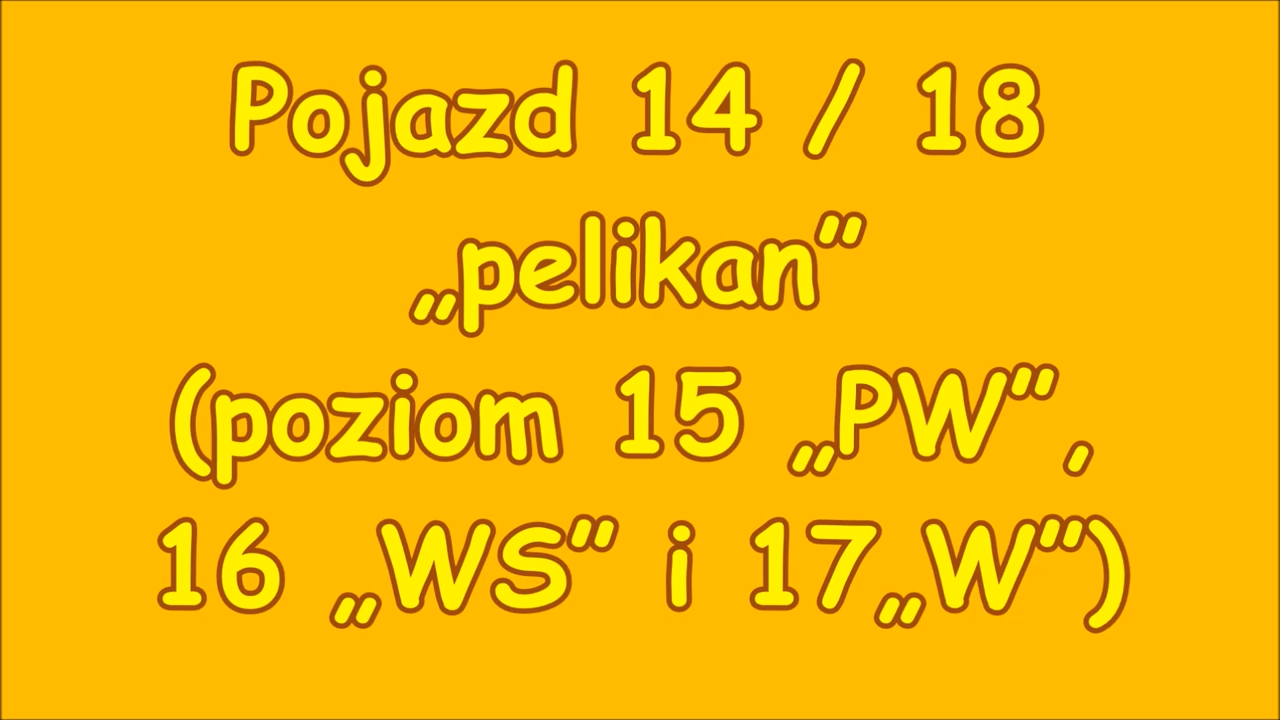 Pojazd 14 / 18
„pelikan”
(poziom 15 „PW”,
16 „WS” i 17„W”)